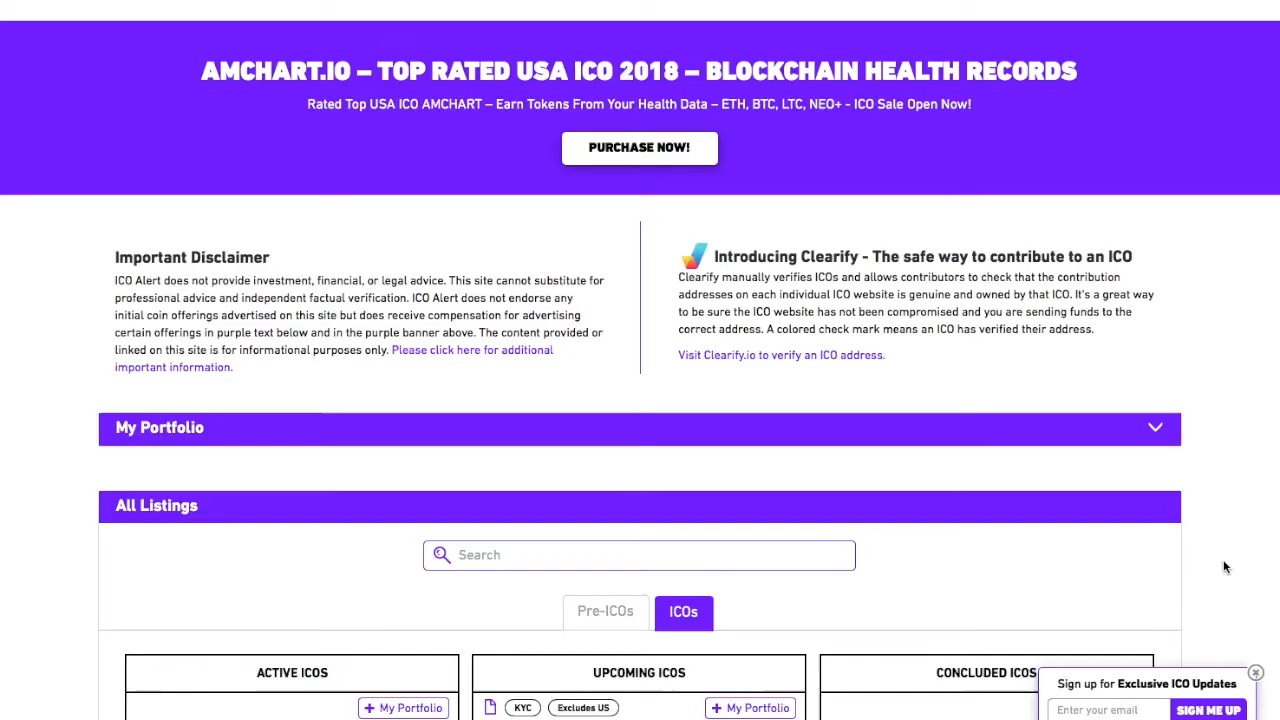 AMCHART.IO – TOP RATED USA ICO 2018 – BLOCKCHAIN HEALTH RECORDS
Rated Top USA ICO AMCHART – Earn Tokens From Your Health Data – ETH, BTC, LTC, NEO+ - ICO Sale Open Now!
PURCHASE NOW!
Important Disclaimer
ICO Alert does not provide investment, financial, or legal advice. This site cannot substitute for
professional advice and independent factual verification. ICO Alert does not endorse any
initial coin offerings advertised on this site but does receive compensation for advertising
certain offerings in purple text below and in the purple banner above. The content provided or
linked on this site is for informational purposes only. Please click here for additional
important information.
Introducing Clearify - The safe way to contribute to an ICO
Clearify manually verifies ICOs and allows contributors to check that the contribution
addresses on each individual ICO website is genuine and owned by that ICO. It's a great way
to be sure the ICO website has not been compromised and you are sending funds to the
correct address. A colored check mark means an ICO has verified their address.
Visit Clearify.io to verify an ICO address.
My Portfolio
All Listings
Search
Pre-ICOs
ICOs
ACTIVE ICOS
UPCOMING ICOS
CONCLUDED ICOS
+ My Portfolio
KYC
Excludes US
+ My Portfolio
Sign up for Exclusive ICO Updates
Enter your email
SIGN ME UP